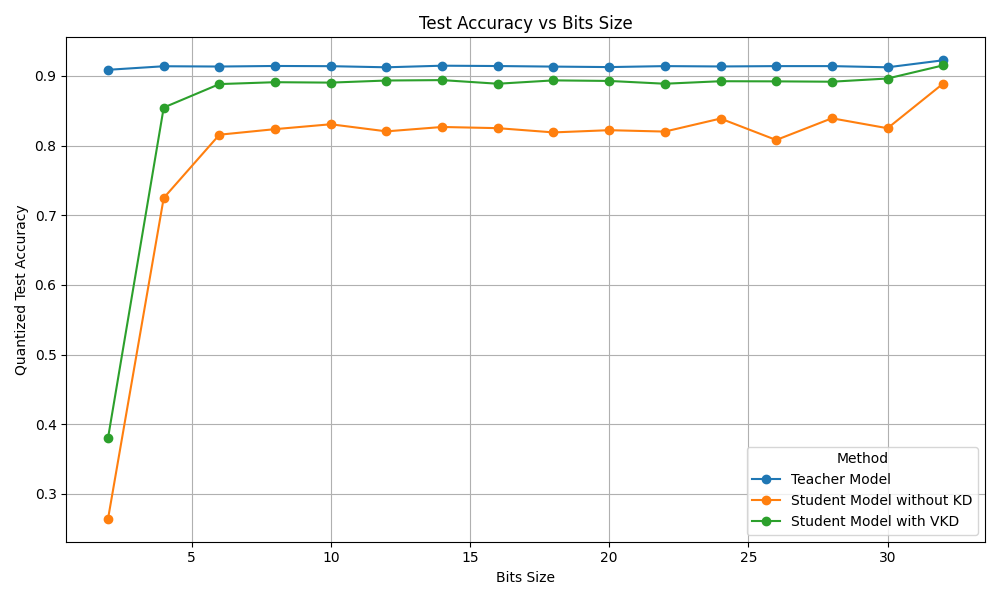 Test Accuracy vs Bits Size
Quantized Test Accuracy
0.9
0.8
0.7
0.6
0.5
0.4
0.3
Method
Teacher Model
Student Model without KD
Student Model with VKD
5 10 15 20 25 30
Bits Size